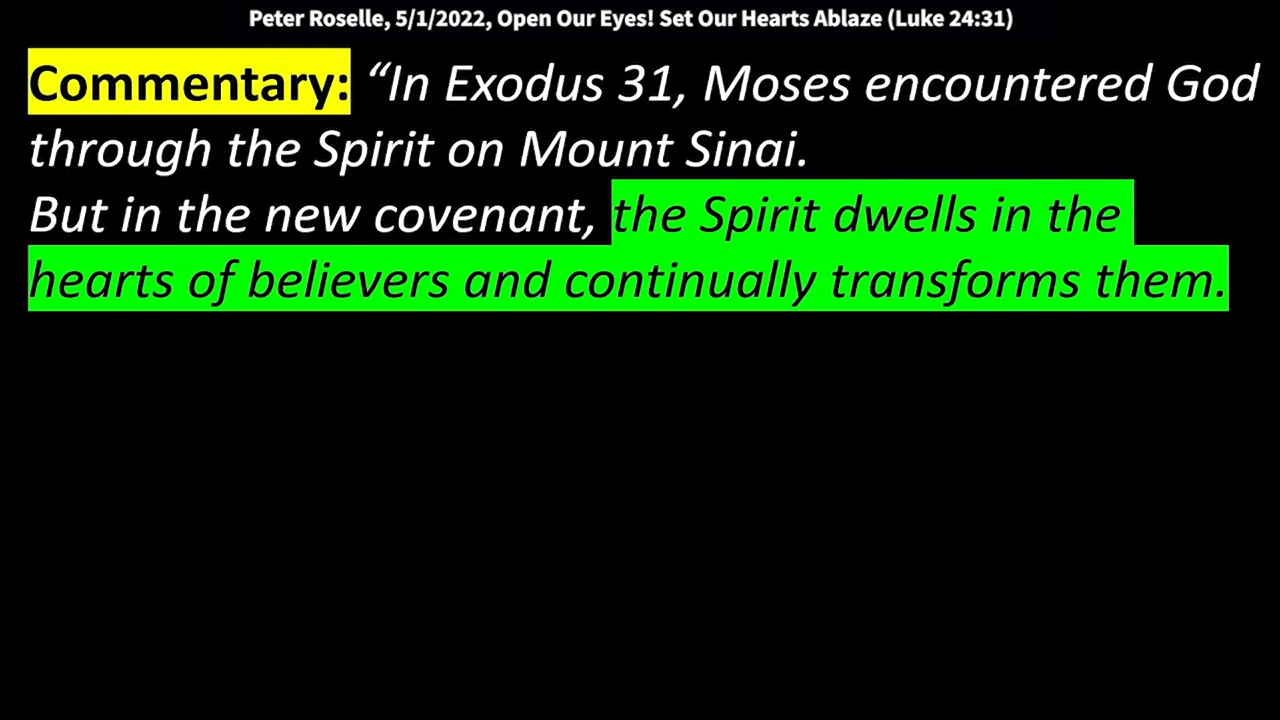 Peter Roselle, 5/1/2022, Open Our Eyes! Set Our Hearts Ablaze (Luke 24:31)
Commentary: “In Exodus 31, Moses encountered God
through the Spirit on Mount Sinai.
But in the new covenant, the Spirit dwells in the
hearts of believers and continually transforms them.